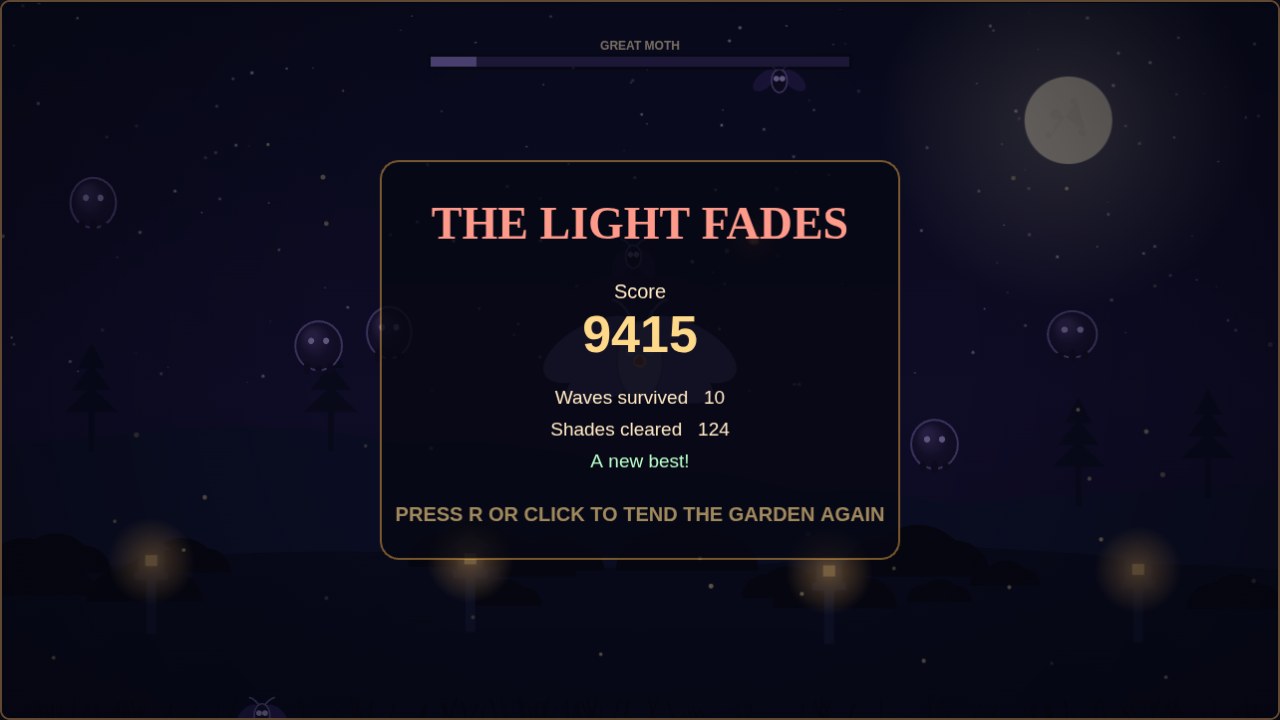 GREAT MOTH
THE LIGHT FADES
Score
9415
Waves survived 10
Shades cleared 124
A new best!
PRESS R OR CLICK TO TEND THE GARDEN AGAIN